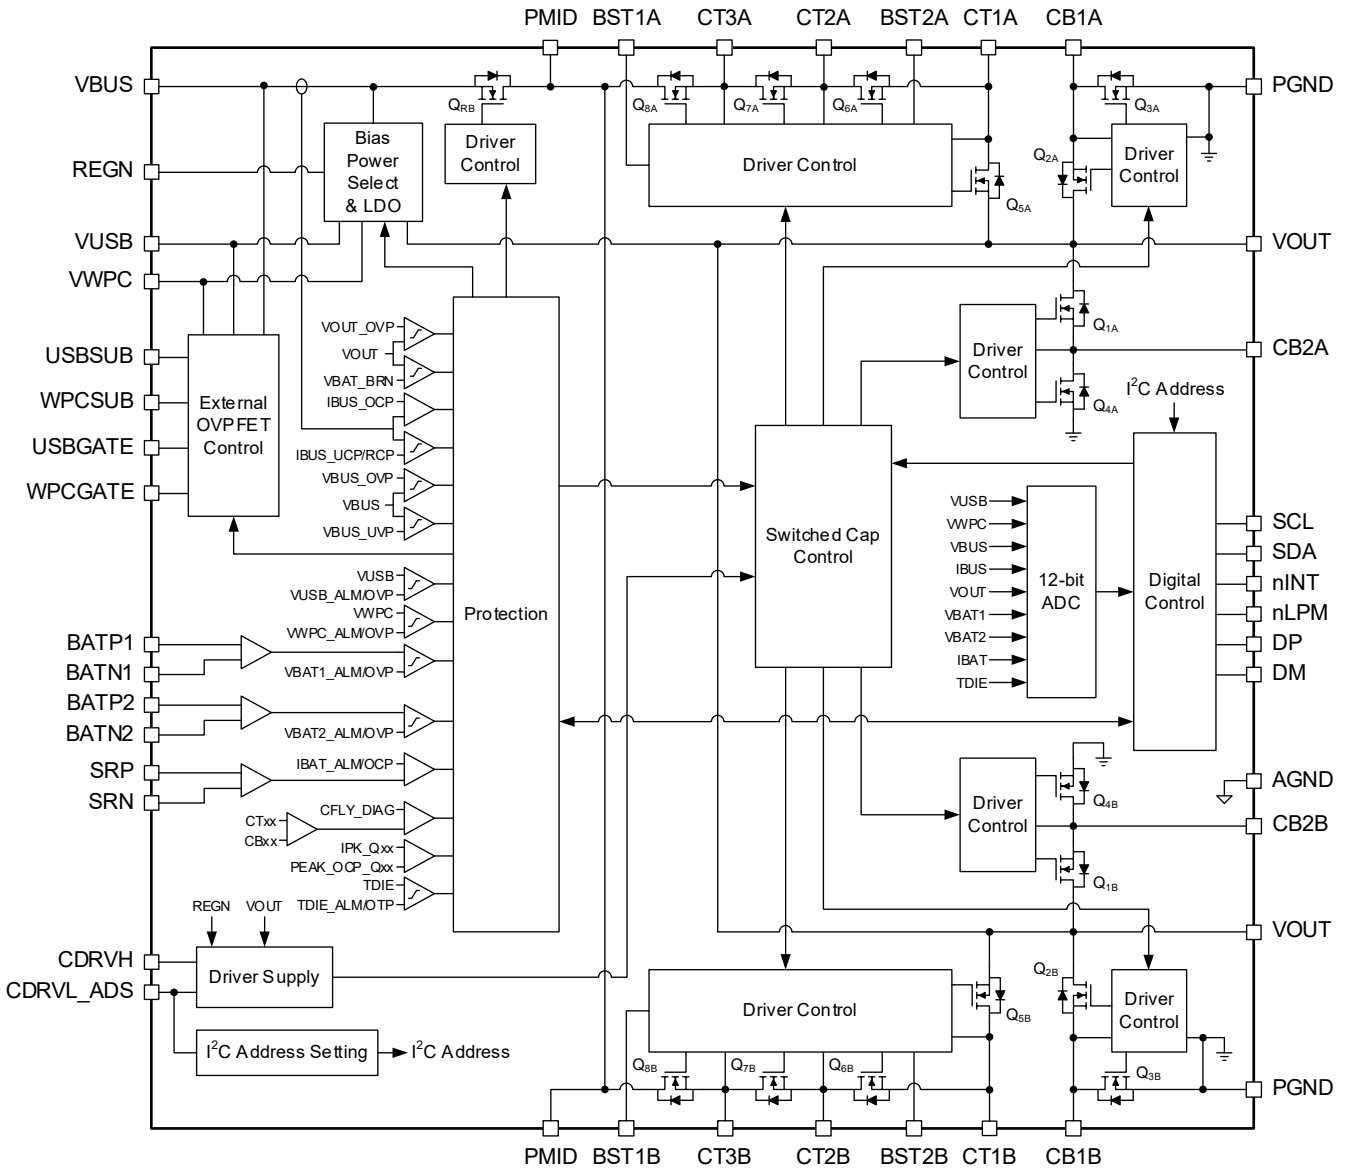 PMID BST1A CT3A CT2A BST2A CT1A CB1A
VBUS
REGN
VUSB
VWPC
USBSUB
WPCSUB
USBGATE
WPCGATE
BATP1
BATN1
BATP2
BATN2
SRP
SRN
CDRVH
CDRVL_ADS
Bias
Power
Select
& LDO
QRB
Driver
Control
Q8A
Q7A
Q6A
Driver Control
Q5A
Q2A
Q3A
Driver
Control
PGND
VOUT
External
OVPFET
Control
VOUT_OVP
VOUT
VBAT_BRN
IBUS_OCP
IBUS_UCP/RCP
VBUS_OVP
VBUS
VBUS_UVP
VUSB
VUSB_ALM/OVP
VWPC
VWPC_ALM/OVP
VBAT1_ALM/OVP
VBAT2_ALM/OVP
IBAT_ALM/OCP
CTxx
CBxx
CFLY_DIAG
IPK_Qxx
PEAK_OCP_Qxx
TDIE
TDIE_ALM/OTP
Protection
Switched Cap
Control
Driver
Control
Q1A
Q4A
CB2A
I2C Address
VUSB
VWPC
VBUS
IBUS
VOUT
VBAT1
VBAT2
IBAT
TDIE
12-bit
ADC
Digital
Control
SCL
SDA
nINT
nLPM
DP
DM
AGND
Driver
Control
Q4B
Q1B
CB2B
VOUT
REGN VOUT
Driver Supply
I2C Address Setting
I2C Address
Driver Control
Q5B
Q2B
Driver
Control
Q8B
Q7B
Q6B
Q3B
PGND
PMID BST1B CT3B CT2B BST2B CT1B CB1B